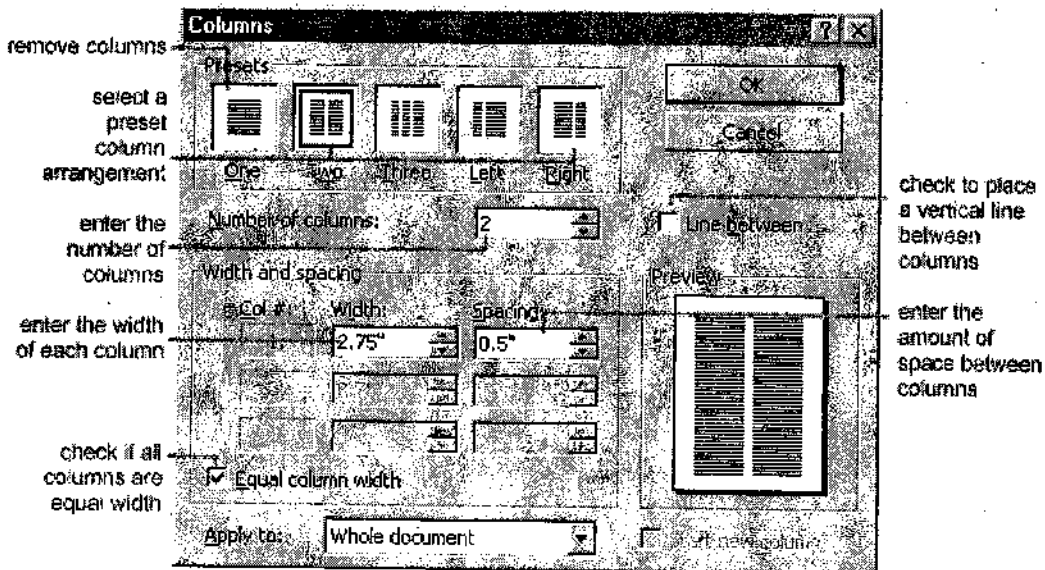 Columns
remove columns
Presets
OK
select a
preset
column
arrangement
Cancel
One Two Three Left Right
check to place
a vertical line
between
columns
enter the
number of
columns
Number of columns:
2
Line between
Width and spacing
Preview
Col #: Width: Spacing:
enter the width
of each column
2.75" 0.5"
enter the
amount of
space between
columns
check if all
columns are
equal width
Equal column width
Apply to: Whole document
new column